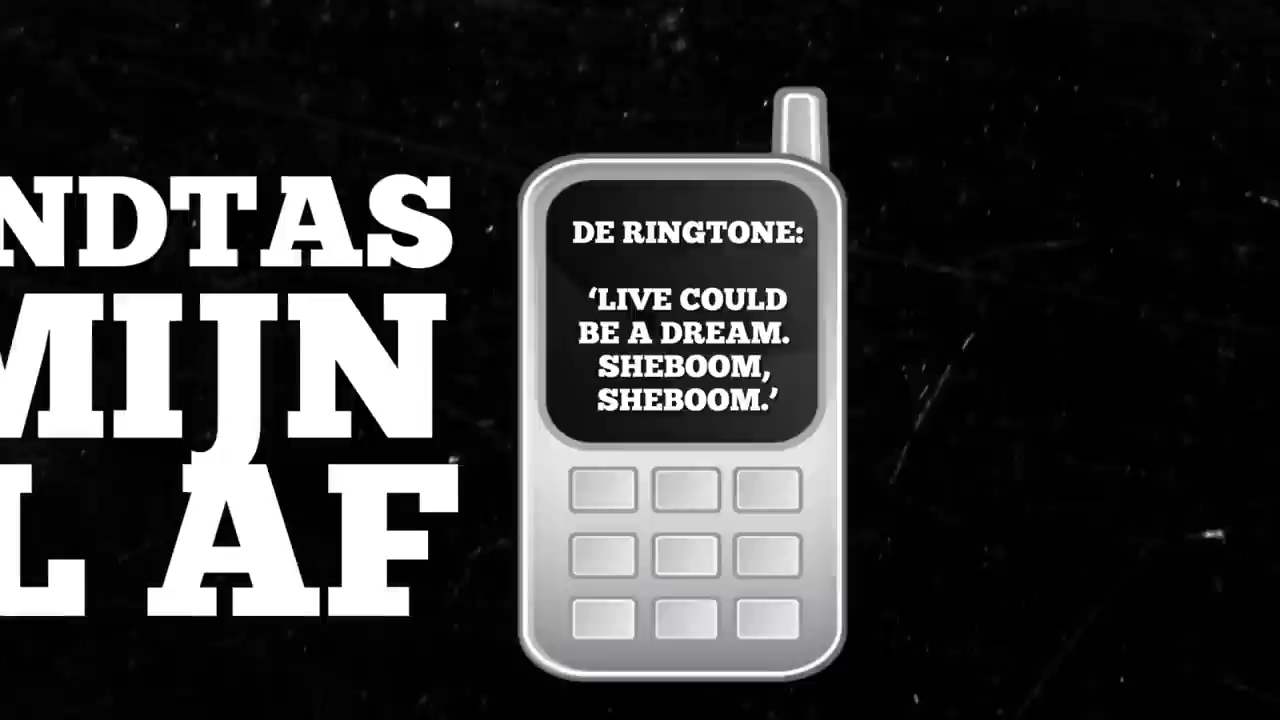 NDTAS
MIJN
L AF
DE RINGTONE:
‘LIVE COULD
BE A DREAM.
SHEBOOM,
SHEBOOM.’